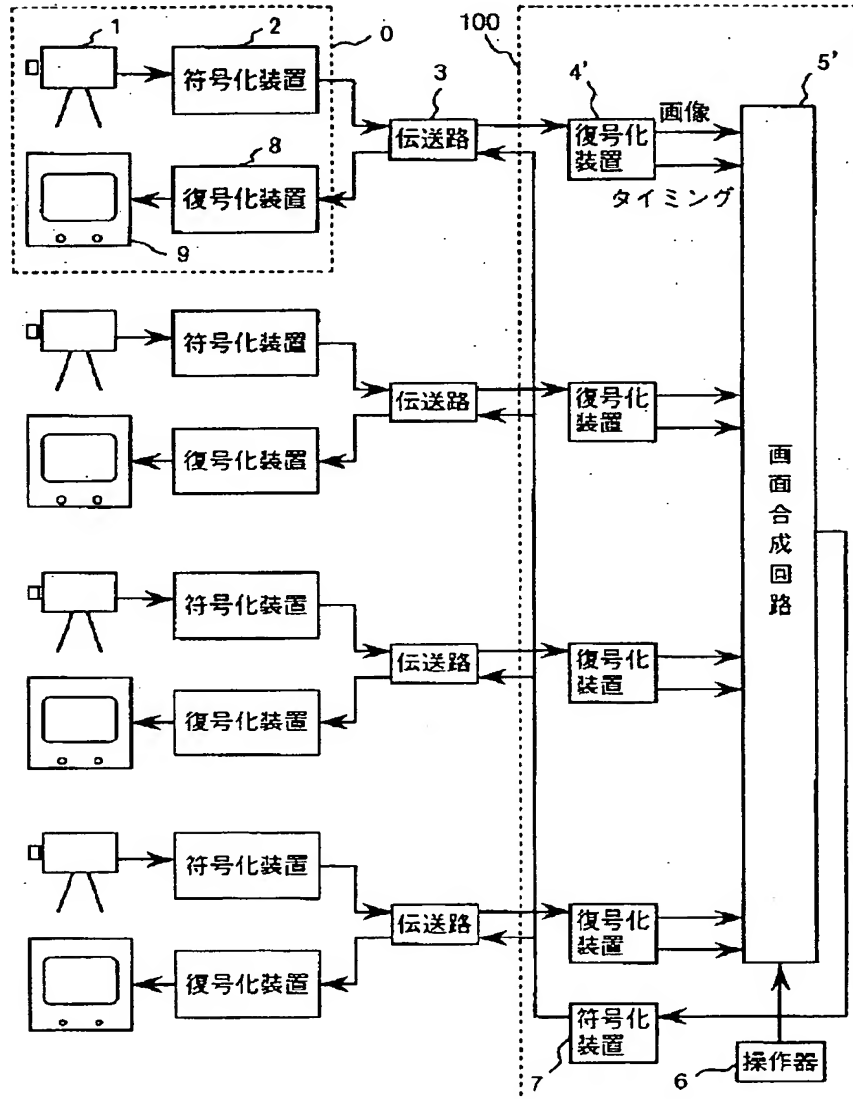 1
2
0
100
5'
符号化装置
3
4'
画像
伝送路
復号化
装置
8
復号化装置
タイミング
9
符号化装置
伝送路
復号化
装置
復号化装置
画面合成回路
符号化装置
伝送路
復号化
装置
復号化装置
符号化装置
伝送路
復号化
装置
復号化装置
符号化
装置
7
6
操作器